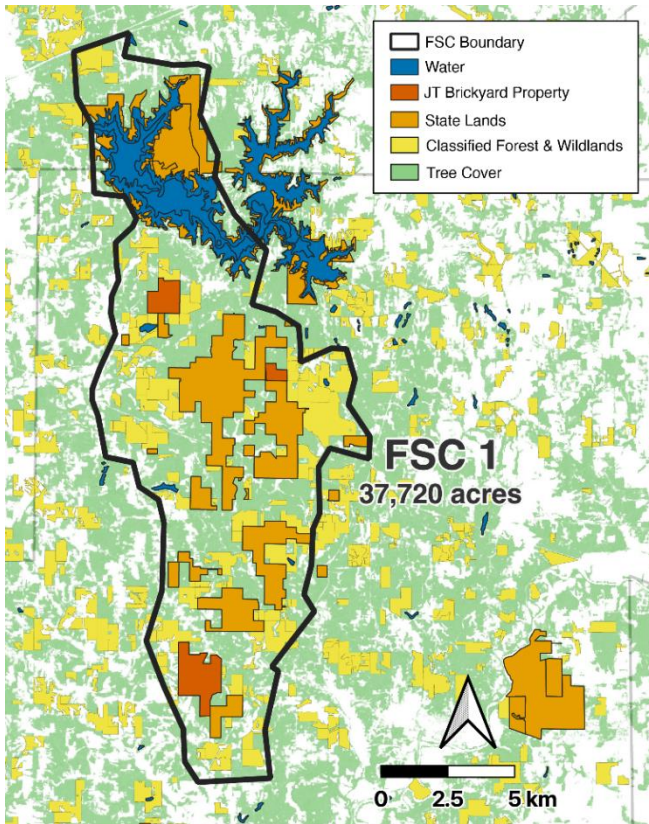 FSC Boundary
Water
JT Brickyard Property
State Lands
Classified Forest & Wildlands
Tree Cover
FSC 1
37,720 acres
0 2.5 5 km